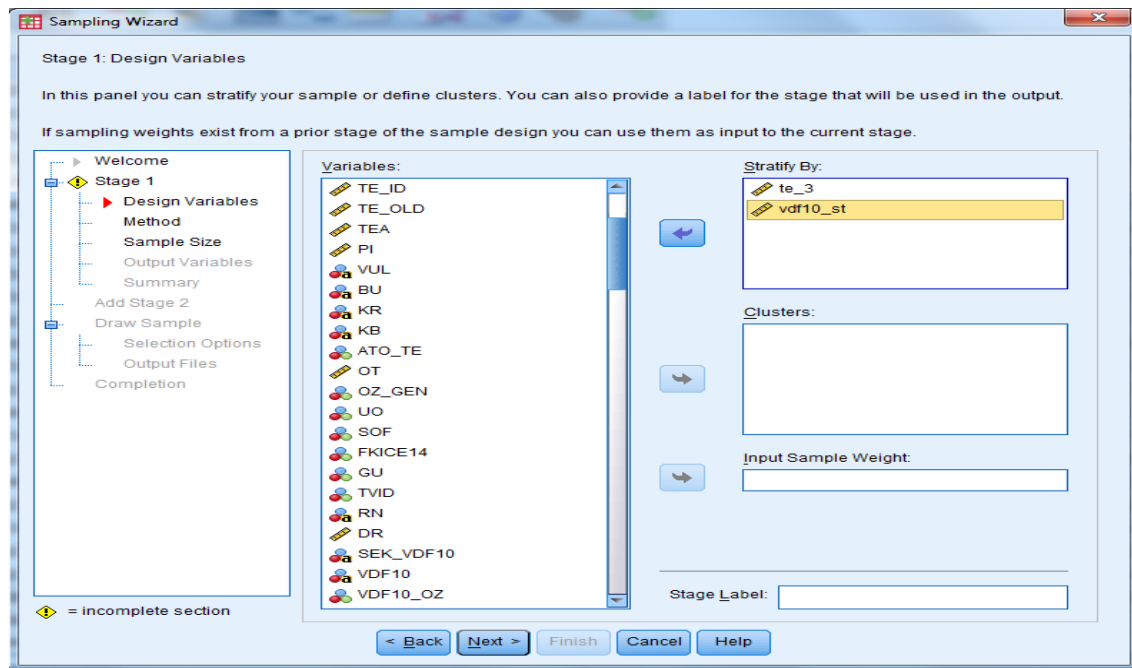 Sampling Wizard
Stage 1: Design Variables
In this panel you can stratify your sample or define clusters. You can also provide a label for the stage that will be used in the output.
If sampling weights exist from a prior stage of the sample design you can use them as input to the current stage.
Welcome
Stage 1
Design Variables
Method
Sample Size
Output Variables
Summary
Add Stage 2
Draw Sample
Selection Options
Output Files
Completion
= incomplete section
Variables:
TE_ID
TE_OLD
TEA
PI
VUL
BU
KR
KB
ATO_TE
OT
OZ_GEN
UO
SOF
FKICE14
GU
TVID
RN
DR
SEK_VDF10
VDF10
VDF10_OZ
Stratify By:
te_3
vdf10_st
Clusters:
Input Sample Weight:
Stage Label:
< Back
Next >
Finish
Cancel
Help